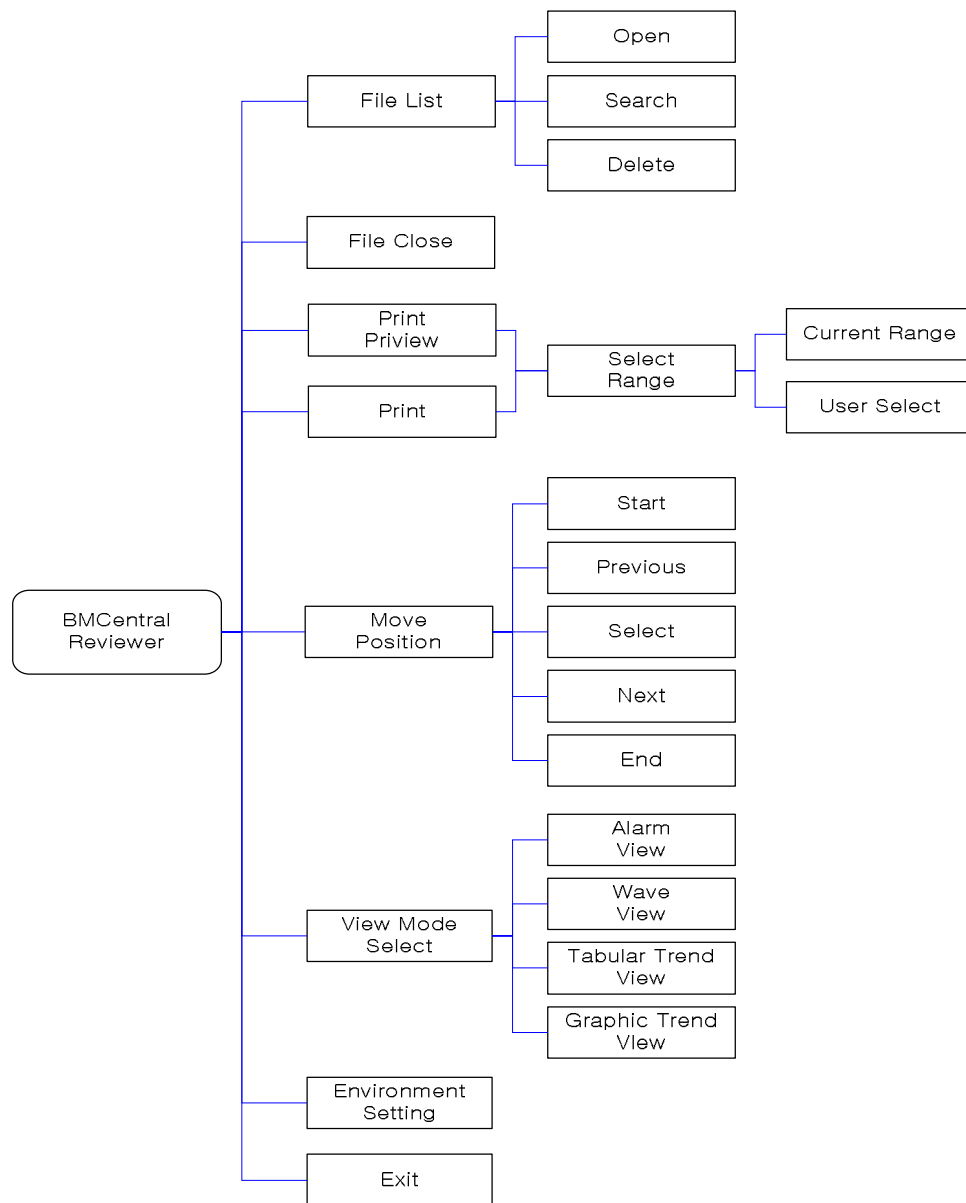 Open
File List
Search
Delete
File Close
Print
Priview
Select
Range
Current Range
User Select
Print
Start
Previous
BMCentral
Reviewer
Move
Position
Select
Next
End
Alarm
View
Wave
View
View Mode
Select
Tabular Trend
View
Graphic Trend
VIew
Environment
Setting
Exit